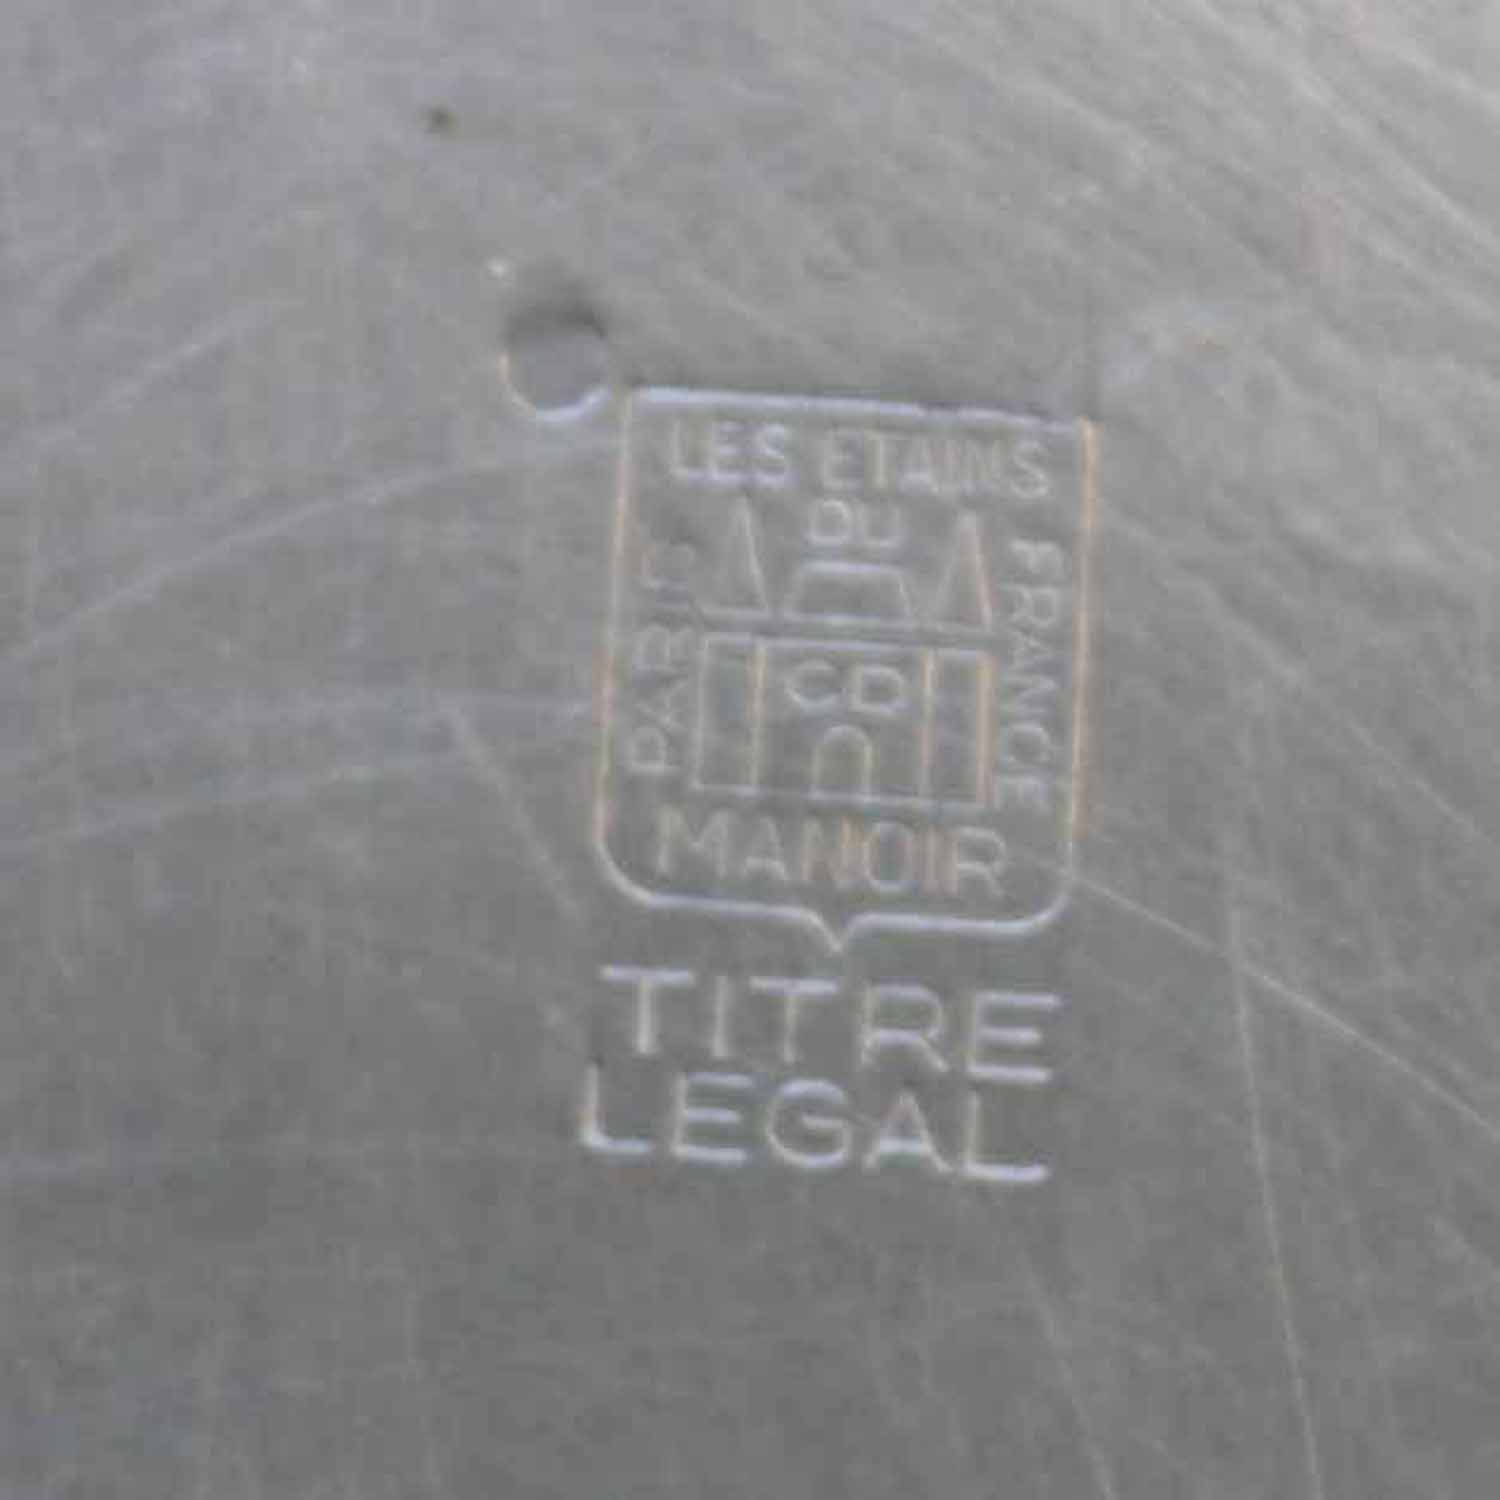 LES ETAINS
DU
PARIS
FRANCE
CD
MANOIR
TITRE
LEGAL